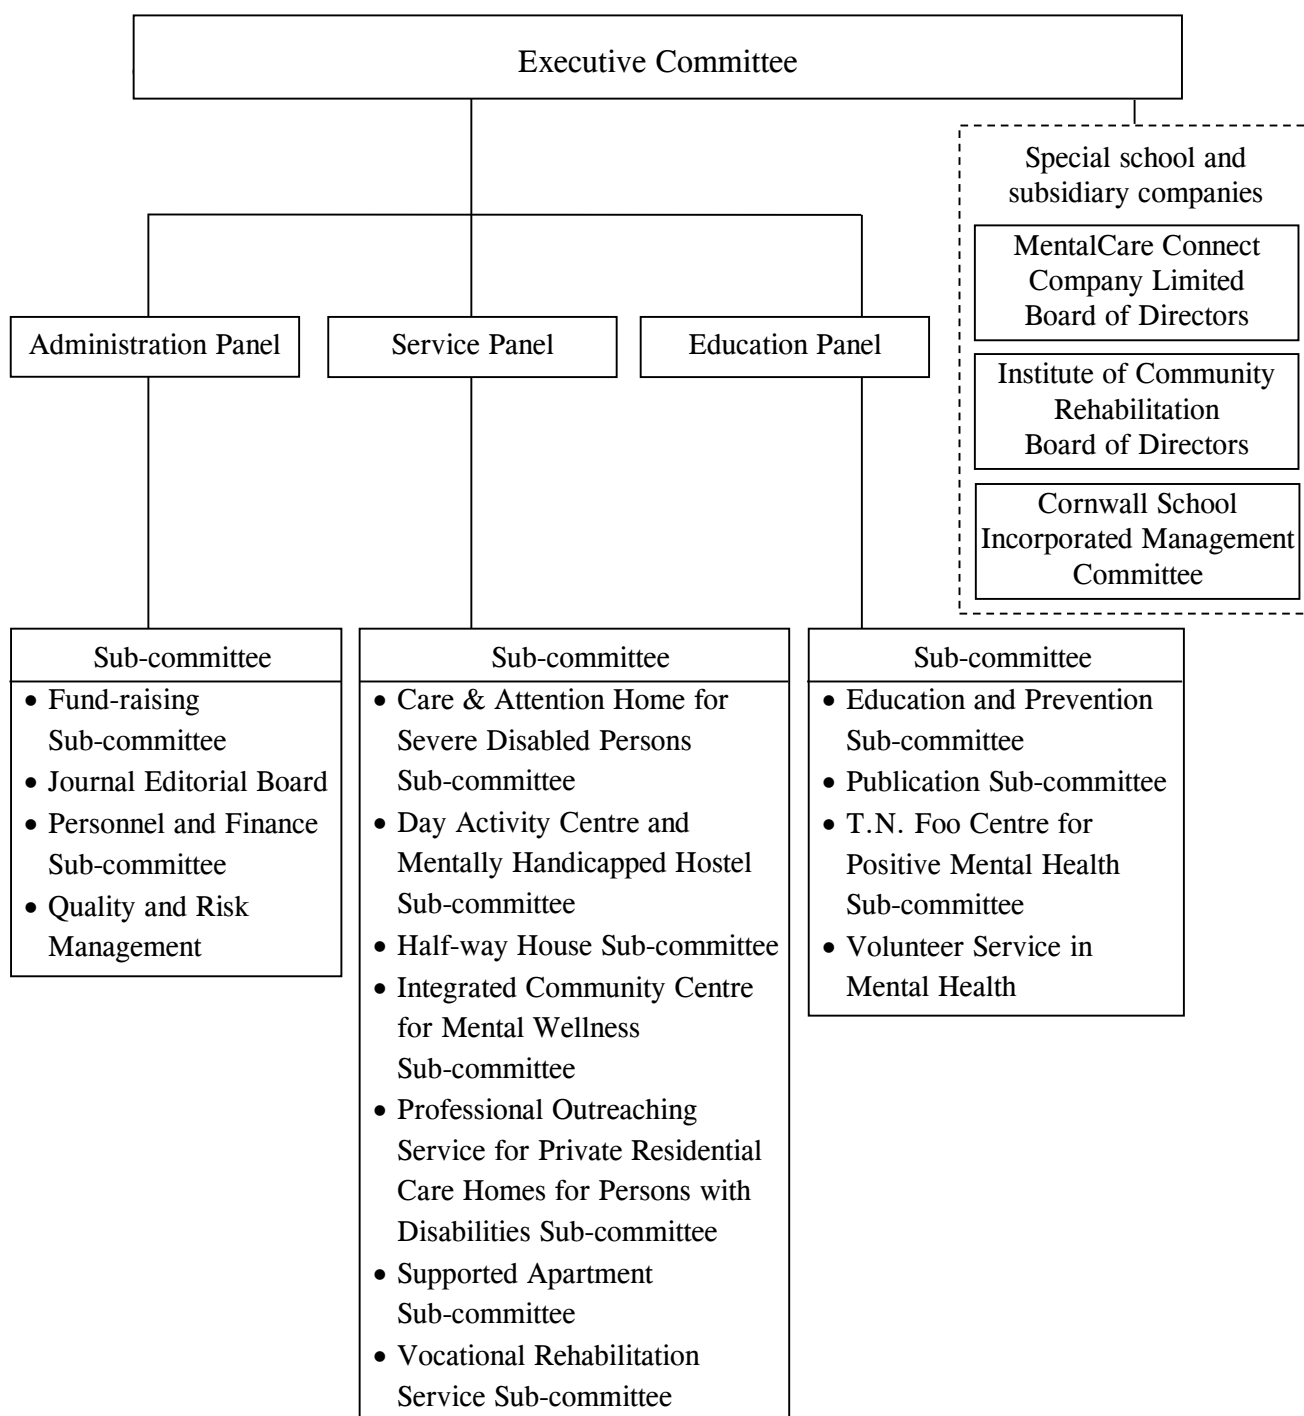 Executive Committee
Special school and
subsidiary companies
MentalCare Connect
Company Limited
Board of Directors
Institute of Community
Rehabilitation
Board of Directors
Cornwall School
Incorporated Management
Committee
Administration Panel
Service Panel
Education Panel
Sub-committee
• Fund-raising
Sub-committee
• Journal Editorial Board
• Personnel and Finance
Sub-committee
• Quality and Risk
Management
Sub-committee
• Care & Attention Home for
Severe Disabled Persons
Sub-committee
• Day Activity Centre and
Mentally Handicapped Hostel
Sub-committee
• Half-way House Sub-committee
• Integrated Community Centre
for Mental Wellness
Sub-committee
• Professional Outreaching
Service for Private Residential
Care Homes for Persons with
Disabilities Sub-committee
• Supported Apartment
Sub-committee
• Vocational Rehabilitation
Service Sub-committee
Sub-committee
• Education and Prevention
Sub-committee
• Publication Sub-committee
• T.N. Foo Centre for
Positive Mental Health
Sub-committee
• Volunteer Service in
Mental Health